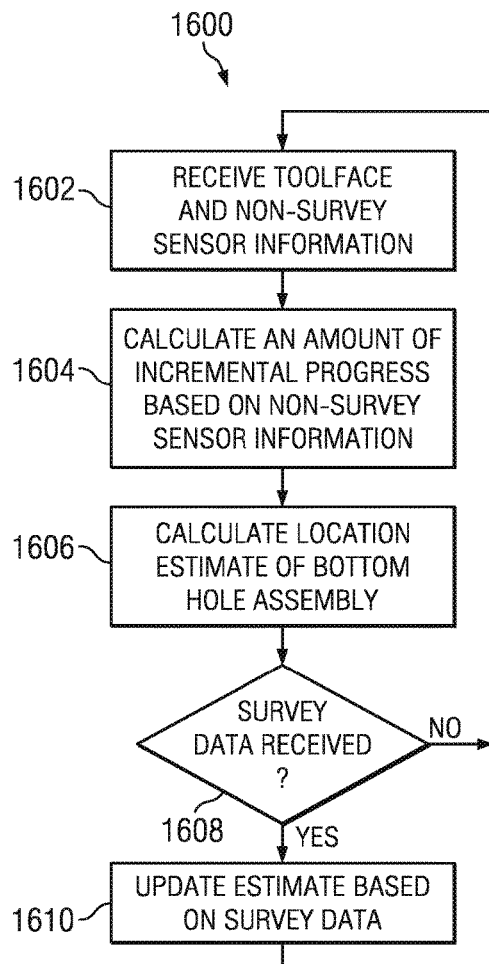 1600
1602
RECEIVE TOOLFACE
AND NON-SURVEY
SENSOR INFORMATION
1604
CALCULATE AN AMOUNT OF
INCREMENTAL PROGRESS
BASED ON NON-SURVEY
SENSOR INFORMATION
1606
CALCULATE LOCATION
ESTIMATE OF BOTTOM
HOLE ASSEMBLY
SURVEY
DATA RECEIVED
?
NO
1608
YES
1610
UPDATE ESTIMATE BASED
ON SURVEY DATA